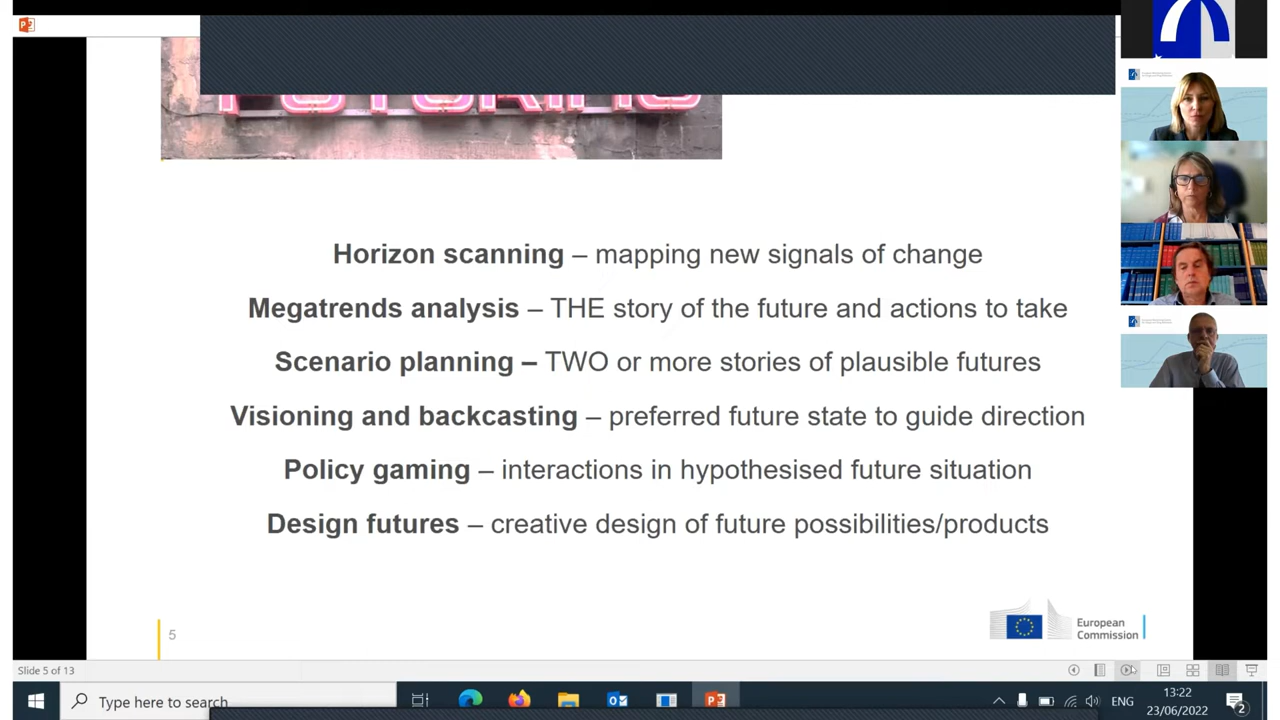 Horizon scanning – mapping new signals of change
Megatrends analysis – THE story of the future and actions to take
Scenario planning – TWO or more stories of plausible futures
Visioning and backcasting – preferred future state to guide direction
Policy gaming – interactions in hypothesised future situation
Design futures – creative design of future possibilities/products
5
European
Commission
Slide 5 of 13
Type here to search
ENG
13:22
23/06/2022
2